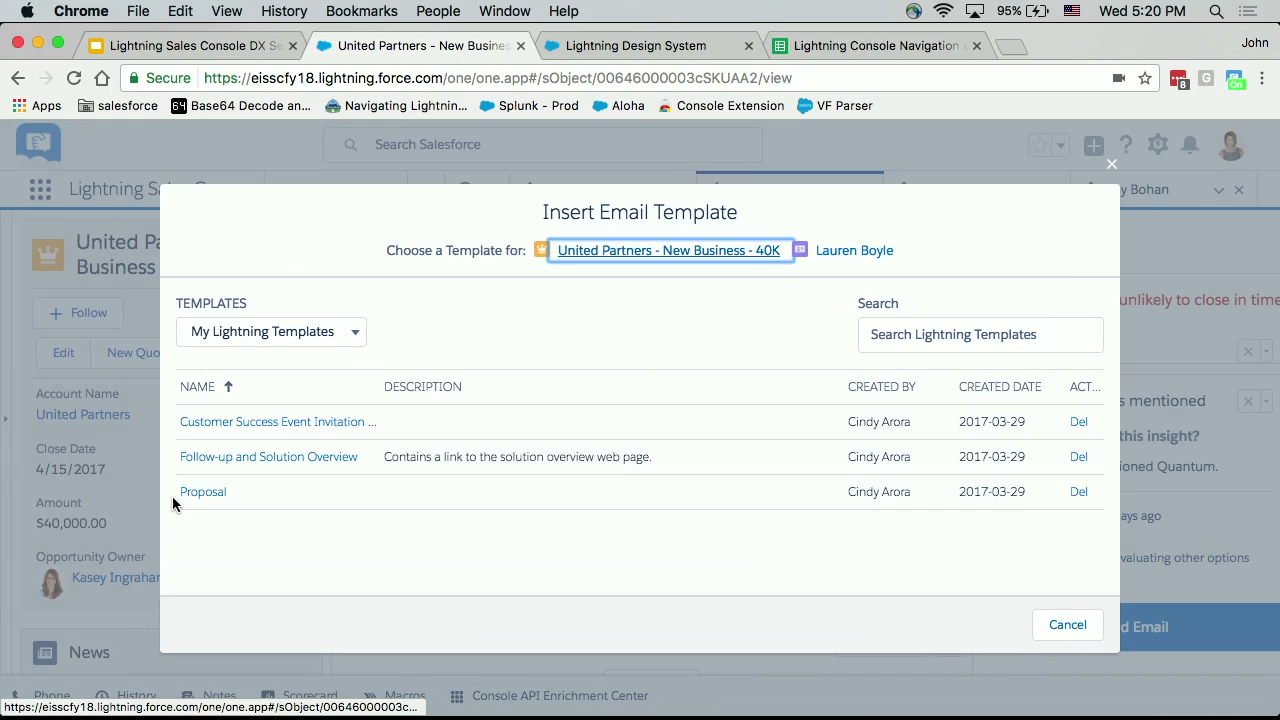 Chrome File Edit View History Bookmarks People Window Help 95% Wed 5:20 PM
Lightning Sales Console DX Se × United Partners - New Busines × Lightning Design System × Lightning Console Navigation × John
Secure https://eisscfy18.lightning.force.com/one/one.app#/sObject/00646000003cSKUAA2/view
Apps salesforce Base64 Decode an... Navigating Lightnin... Splunk - Prod Aloha Console Extension VF Parser
Search Salesforce
Lightning Sales
y Bohan
Insert Email Template
Choose a Template for: United Partners - New Business - 40K Lauren Boyle
United Pa
Business
Follow
Edit New Quo
Account Name
United Partners
Close Date
4/15/2017
Amount
$40,000.00
Opportunity Owner
Kasey Ingrahar
News
TEMPLATES
My Lightning Templates
Search
Search Lightning Templates
NAME DESCRIPTION CREATED BY CREATED DATE ACT...
Customer Success Event Invitation ... Cindy Arora 2017-03-29 Del
Follow-up and Solution Overview Contains a link to the solution overview web page. Cindy Arora 2017-03-29 Del
Proposal Cindy Arora 2017-03-29 Del
Cancel
unlikely to close in time
s mentioned
this insight?
ioned Quantum.
ays ago
valuating other options
d Email
Phone History Notes Scorecard Macros Console API Enrichment Center
https://eisscfy18.lightning.force.com/one/one.app#/sObject/00646000003c...